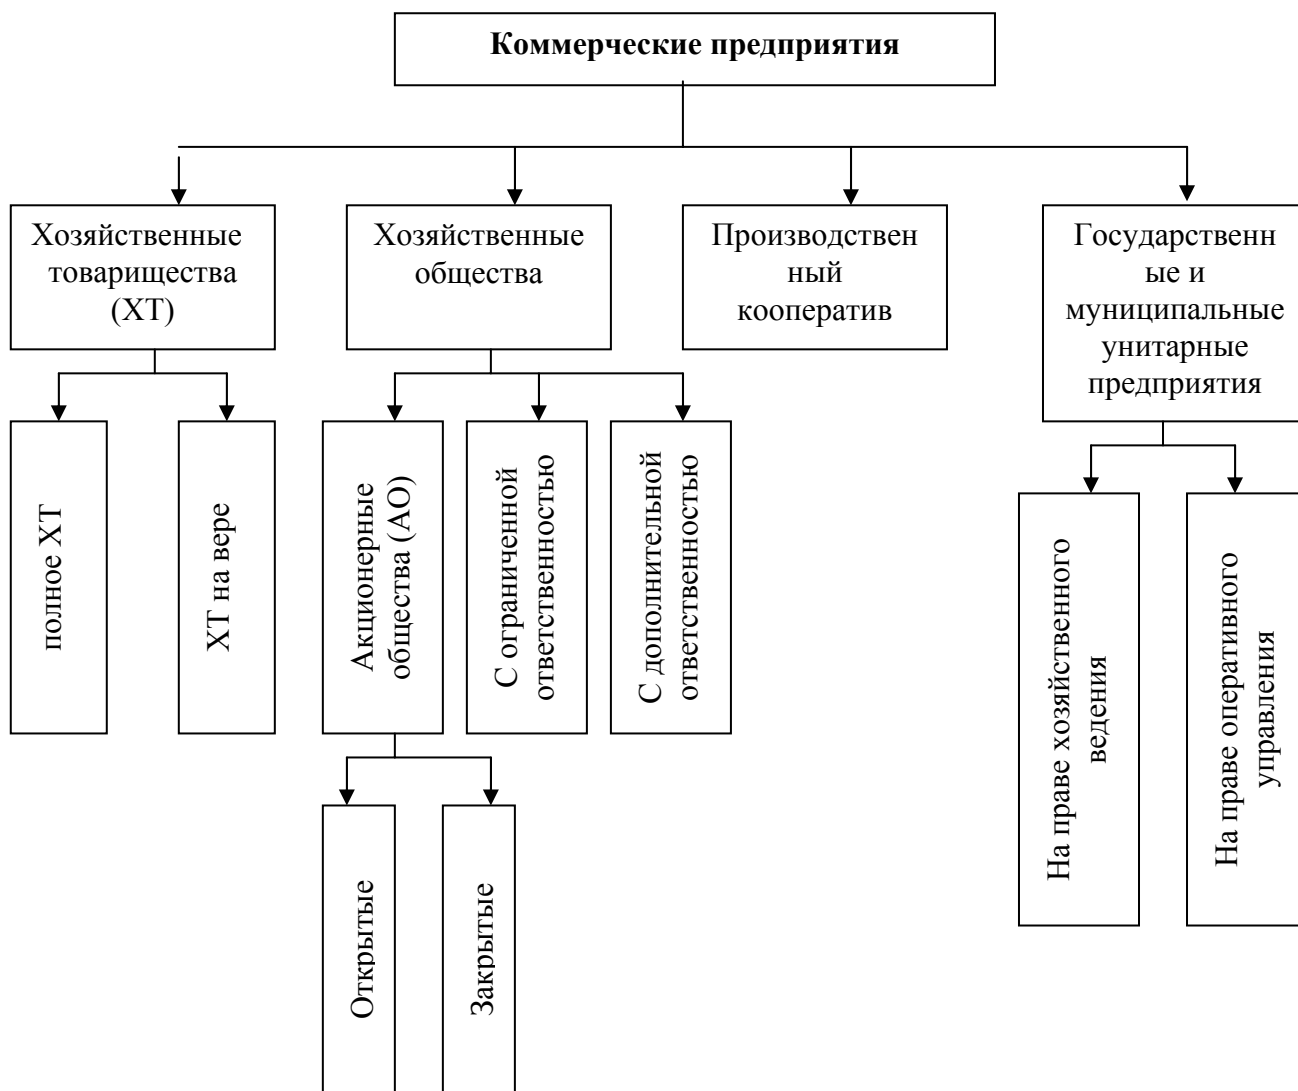 Коммерческие предприятия
Хозяйственные
товарищества
(ХТ)
Хозяйственные
общества
Производствен
ный
кооператив
Государственн
ые и
муниципальные
унитарные
предприятия
полное ХТ
ХТ на вере
Акционерные
общества (АО)
С ограниченной
ответственностью
С дополнительной
ответственностью
На праве хозяйственного
ведения
На праве оперативного
управления
Открытые
Закрытые